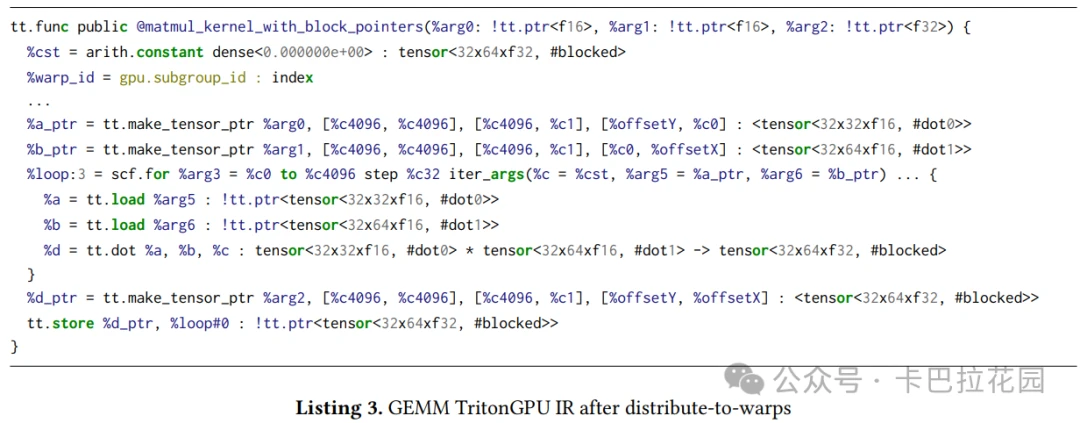 tt.func public @matmul_kernel_with_block_pointers(%arg0: !tt.ptr<f16>, %arg1: !tt.ptr<f16>, %arg2: !tt.ptr<f32>) {
%cst = arith.constant dense<0.000000e+00> : tensor<32x64xf32, #blocked>
%warp_id = gpu.subgroup_id : index
...
%a_ptr = tt.make_tensor_ptr %arg0, [%c4096, %c4096], [%c4096, %c1], [%offsetY, %c0] : <tensor<32x32xf16, #dot0>>
%b_ptr = tt.make_tensor_ptr %arg1, [%c4096, %c4096], [%c4096, %c1], [%c0, %offsetX] : <tensor<32x64xf16, #dot1>>
%loop:3 = scf.for %arg3 = %c0 to %c4096 step %c32 iter_args(%c = %cst, %arg5 = %a_ptr, %arg6 = %b_ptr) ... {
%a = tt.load %arg5 : !tt.ptr<tensor<32x32xf16, #dot0>>
%b = tt.load %arg6 : !tt.ptr<tensor<32x64xf16, #dot1>>
%d = tt.dot %a, %b, %c : tensor<32x32xf16, #dot0> * tensor<32x64xf16, #dot1> -> tensor<32x64xf32, #blocked>
}
%d_ptr = tt.make_tensor_ptr %arg2, [%c4096, %c4096], [%c4096, %c1], [%offsetY, %offsetX] : <tensor<32x64xf32, #blocked>>
tt.store %d_ptr, %loop#0 : !tt.ptr<tensor<32x64xf32, #blocked>>
}
公众号 · 卡巴拉花园
Listing 3. GEMM TritonGPU IR after distribute-to-warps